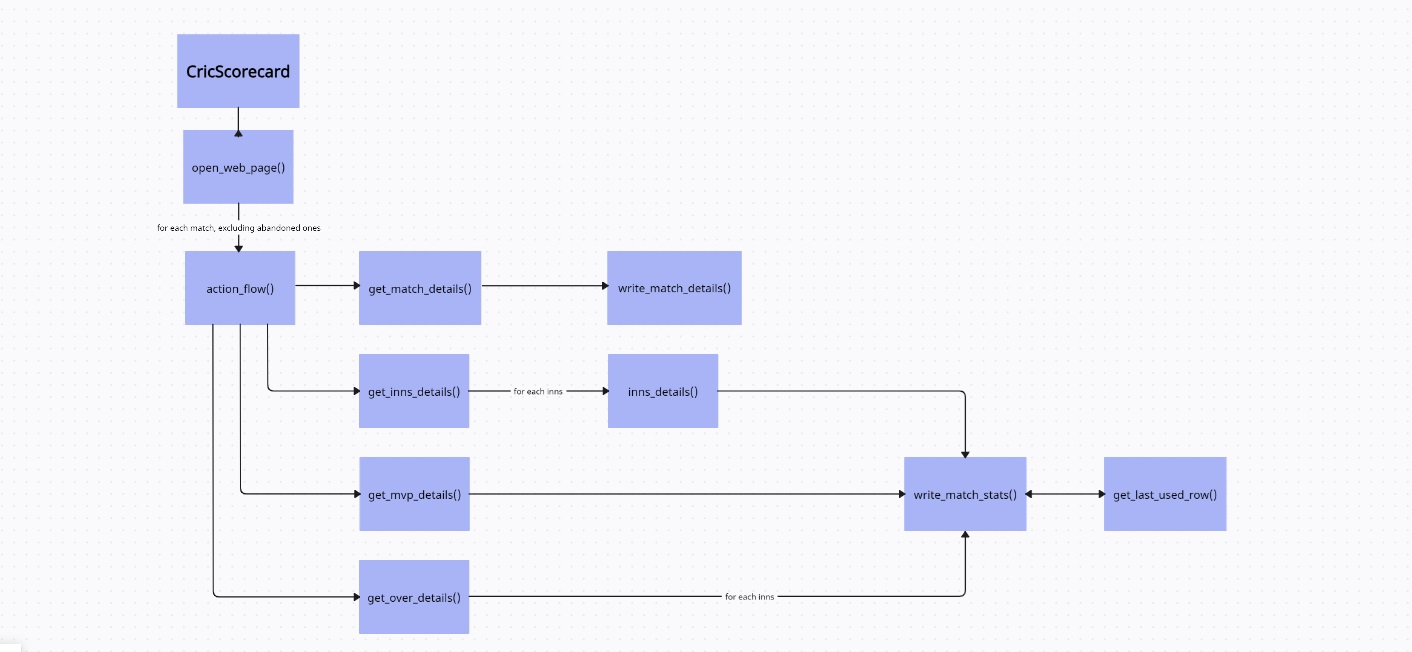 CricScorecard
open_web_page()
for each match, excluding abandoned ones
action_flow()
get_match_details()
write_match_details()
get_inns_details()
for each inns
inns_details()
get_mvp_details()
write_match_stats()
get_last_used_row()
get_over_details()
for each inns